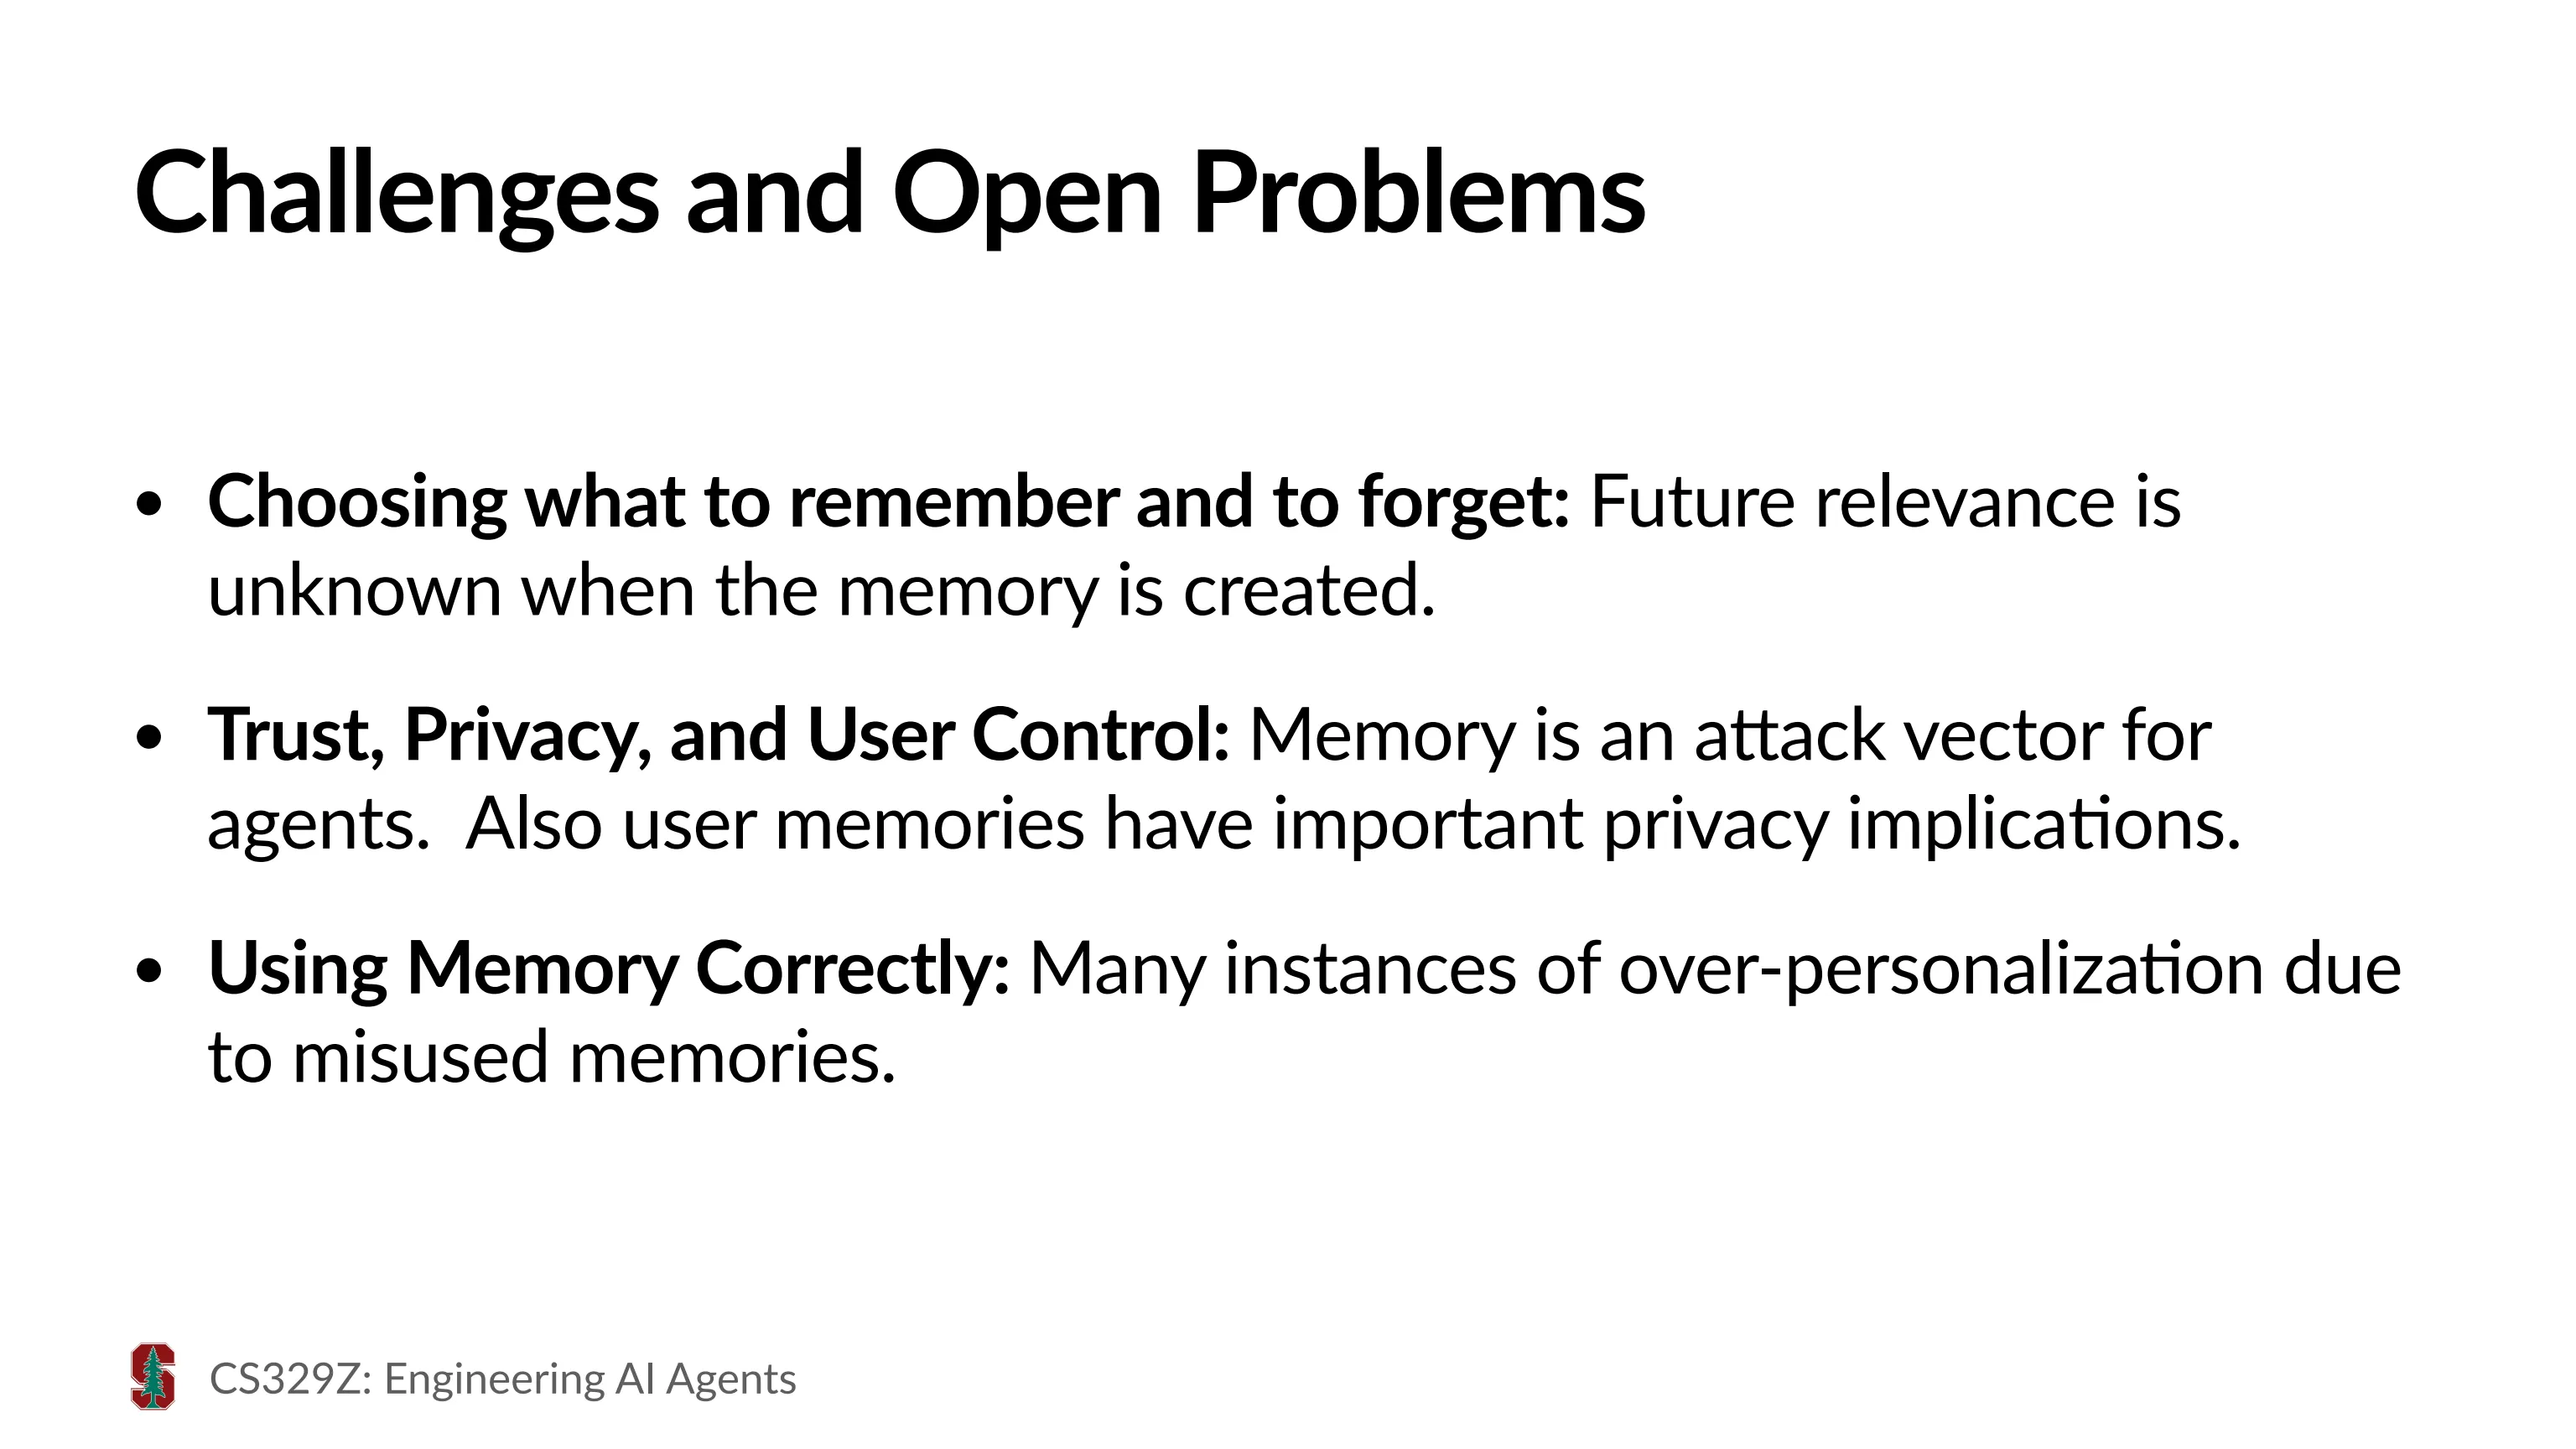 Challenges and Open Problems
• Choosing what to remember and to forget: Future relevance is
unknown when the memory is created.
• Trust, Privacy, and User Control: Memory is an attack vector for
agents.  Also user memories have important privacy implications.
• Using Memory Correctly: Many instances of over-personalization due
to misused memories.
CS329Z: Engineering AI Agents